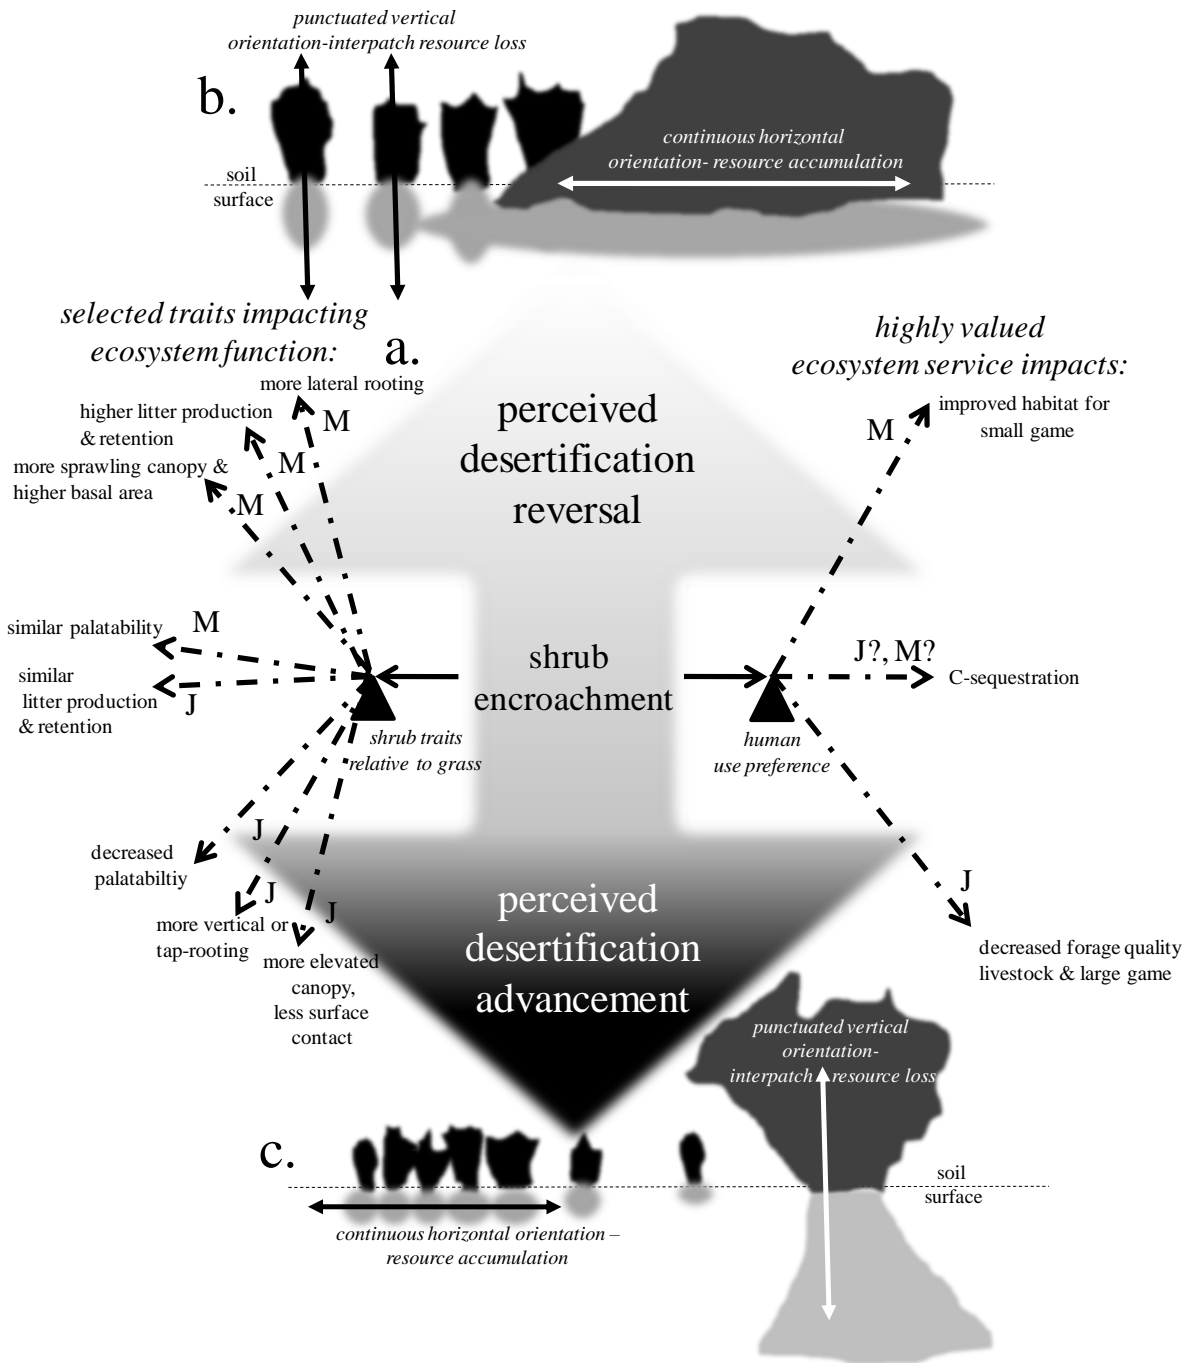 punctuated vertical
orientation-interpatch resource loss
b.
continuous horizontal
orientation- resource accumulation
soil
surface
selected traits impacting
ecosystem function:
a.
highly valued
ecosystem service impacts:
more lateral rooting
M
higher litter production
& retention
M
more sprawling canopy &
higher basal area
M
perceived
desertification
reversal
improved habitat for
small game
M
similar palatability
M
similar
litter production
& retention
J
shrub
encroachment
J?, M?
C-sequestration
shrub traits
relative to grass
human
use preference
decreased
palatabiltiy
J
more vertical or
tap-rooting
J
more elevated
canopy,
less surface
contact
J
perceived
desertification
advancement
J
decreased forage quality
livestock & large game
punctuated vertical
orientation-
interpatch resource loss
c.
soil
surface
continuous horizontal orientation –
resource accumulation